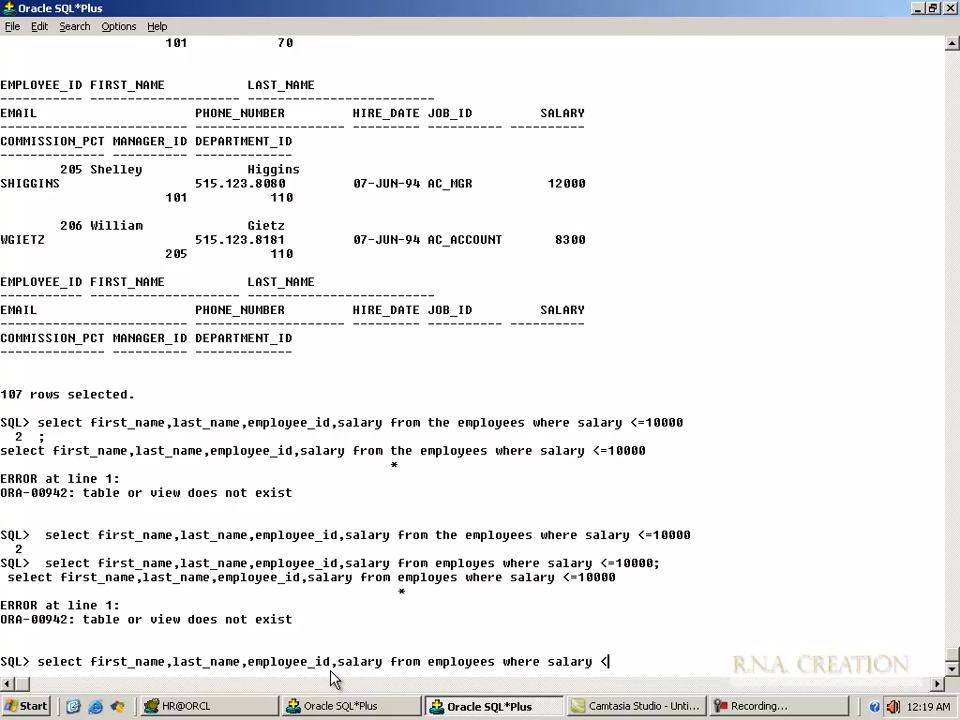 Oracle SQL*Plus
File Edit Search Options Help
101 70
EMPLOYEE_ID FIRST_NAME LAST_NAME
----------- -------------------- -------------------------
EMAIL PHONE_NUMBER HIRE_DATE JOB_ID SALARY
------------------------- -------------------- --------- ---------- ----------
COMMISSION_PCT MANAGER_ID DEPARTMENT_ID
-------------- ---------- -------------
205 Shelley Higgins
SHIGGINS 515.123.8080 07-JUN-94 AC_MGR 12000
101 110
206 William Gietz
WGIETZ 515.123.8181 07-JUN-94 AC_ACCOUNT 8300
205 110
EMPLOYEE_ID FIRST_NAME LAST_NAME
----------- -------------------- -------------------------
EMAIL PHONE_NUMBER HIRE_DATE JOB_ID SALARY
------------------------- -------------------- --------- ---------- ----------
COMMISSION_PCT MANAGER_ID DEPARTMENT_ID
-------------- ---------- -------------
107 rows selected.
SQL> select first_name,last_name,employee_id,salary from the employees where salary <=10000
2 ;
select first_name,last_name,employee_id,salary from the employees where salary <=10000
*
ERROR at line 1:
ORA-00942: table or view does not exist
SQL> select first_name,last_name,employee_id,salary from the employees where salary <=10000
2
SQL> select first_name,last_name,employee_id,salary from employes where salary <=10000;
select first_name,last_name,employee_id,salary from employes where salary <=10000
*
ERROR at line 1:
ORA-00942: table or view does not exist
SQL> select first_name,last_name,employee_id,salary from employees where salary <
R.N.A. CREATION
Start HR@ORCL Oracle SQL*Plus Oracle SQL*Plus Camtasia Studio - Unti... Recording... 12:19 AM